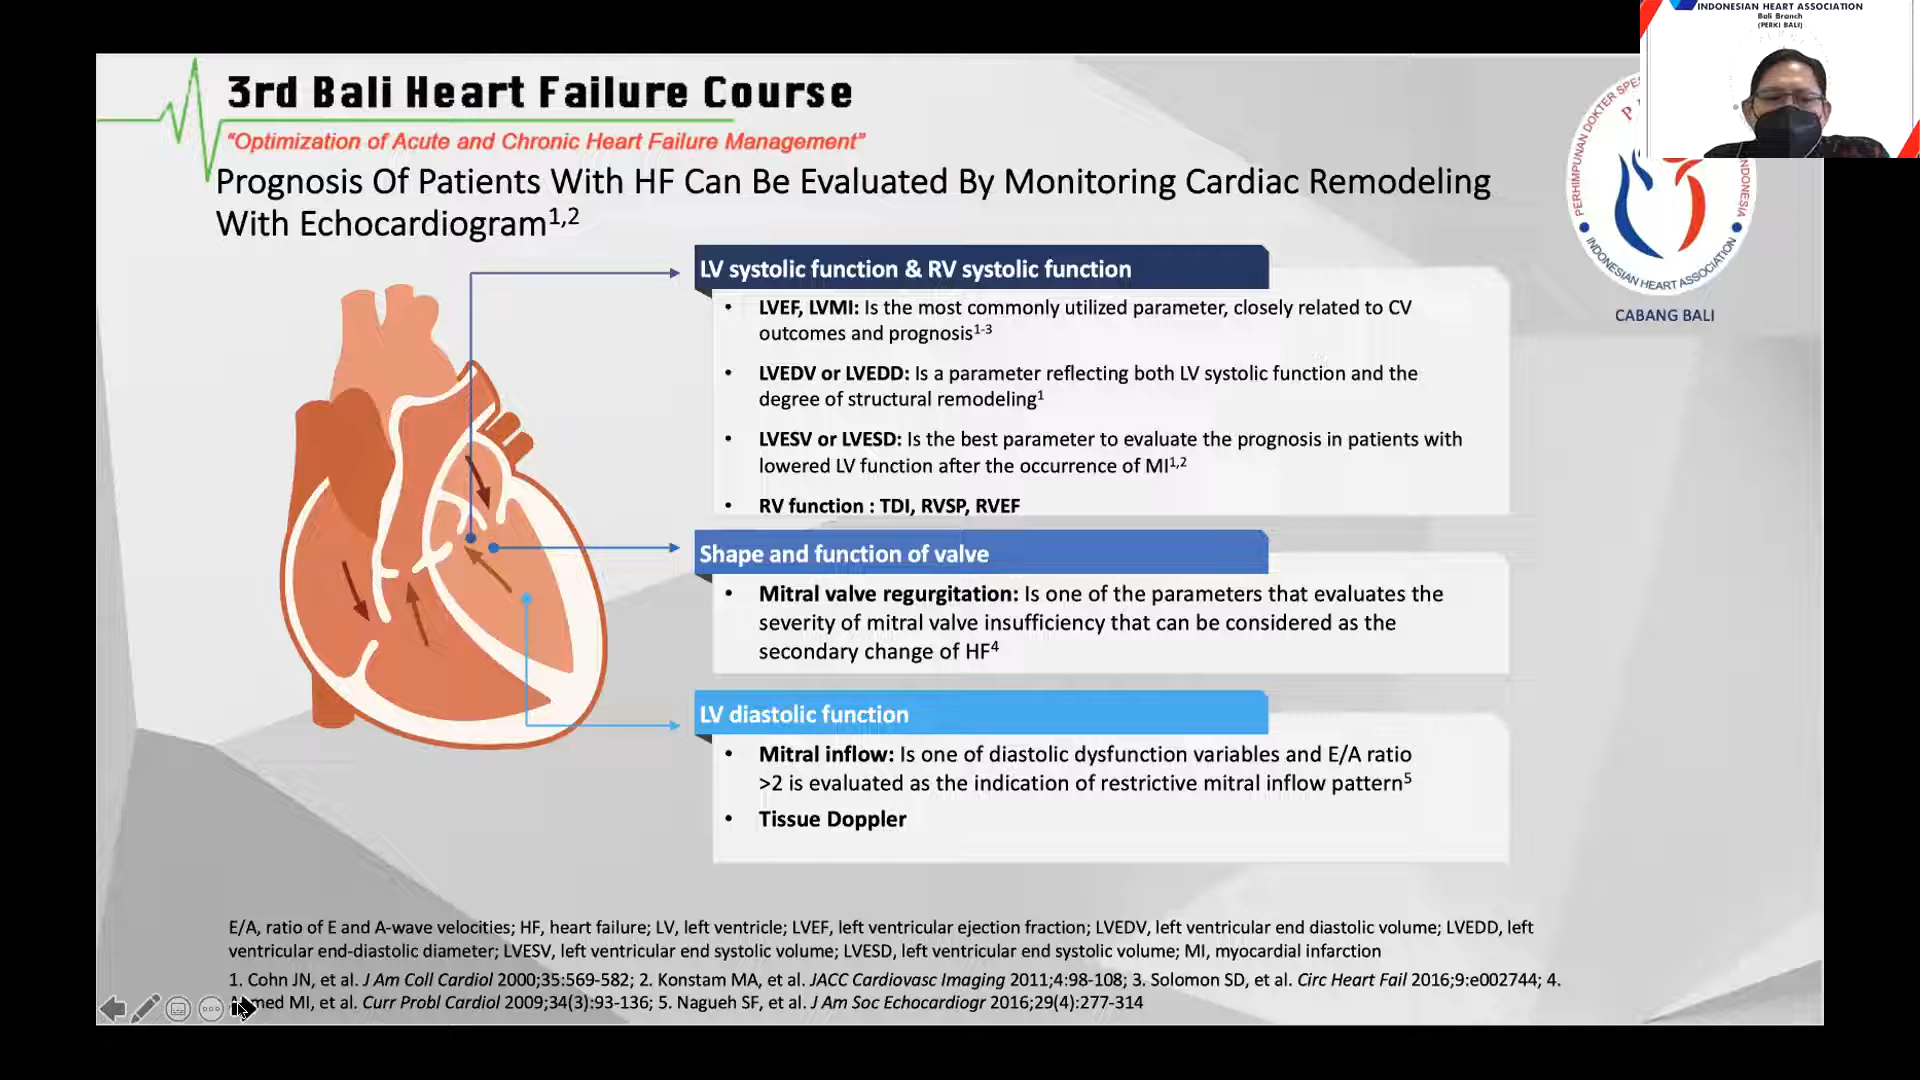 INDONESIAN HEART ASSOCIATION
Bali Branch
(PERKI BALI)
3rd Bali Heart Failure Course
“Optimization of Acute and Chronic Heart Failure Management”
Prognosis Of Patients With HF Can Be Evaluated By Monitoring Cardiac Remodeling
With Echocardiogram1,2
PERHIMPUNAN DOKTER SPE
INDONESIA
INDONESIAN HEART ASSOCIATION
CABANG BALI
LV systolic function & RV systolic function
• LVEF, LVMI: Is the most commonly utilized parameter, closely related to CV
outcomes and prognosis1-3
• LVEDV or LVEDD: Is a parameter reflecting both LV systolic function and the
degree of structural remodeling1
• LVESV or LVESD: Is the best parameter to evaluate the prognosis in patients with
lowered LV function after the occurrence of MI1,2
• RV function : TDI, RVSP, RVEF
Shape and function of valve
• Mitral valve regurgitation: Is one of the parameters that evaluates the
severity of mitral valve insufficiency that can be considered as the
secondary change of HF4
LV diastolic function
• Mitral inflow: Is one of diastolic dysfunction variables and E/A ratio
>2 is evaluated as the indication of restrictive mitral inflow pattern5
• Tissue Doppler
E/A, ratio of E and A-wave velocities; HF, heart failure; LV, left ventricle; LVEF, left ventricular ejection fraction; LVEDV, left ventricular end diastolic volume; LVEDD, left
ventricular end-diastolic diameter; LVESV, left ventricular end systolic volume; LVESD, left ventricular end systolic volume; MI, myocardial infarction
1. Cohn JN, et al. J Am Coll Cardiol 2000;35:569-582; 2. Konstam MA, et al. JACC Cardiovasc Imaging 2011;4:98-108; 3. Solomon SD, et al. Circ Heart Fail 2016;9:e002744; 4.
MI, et al. Curr Probl Cardiol 2009;34(3):93-136; 5. Nagueh SF, et al. J Am Soc Echocardiogr 2016;29(4):277-314